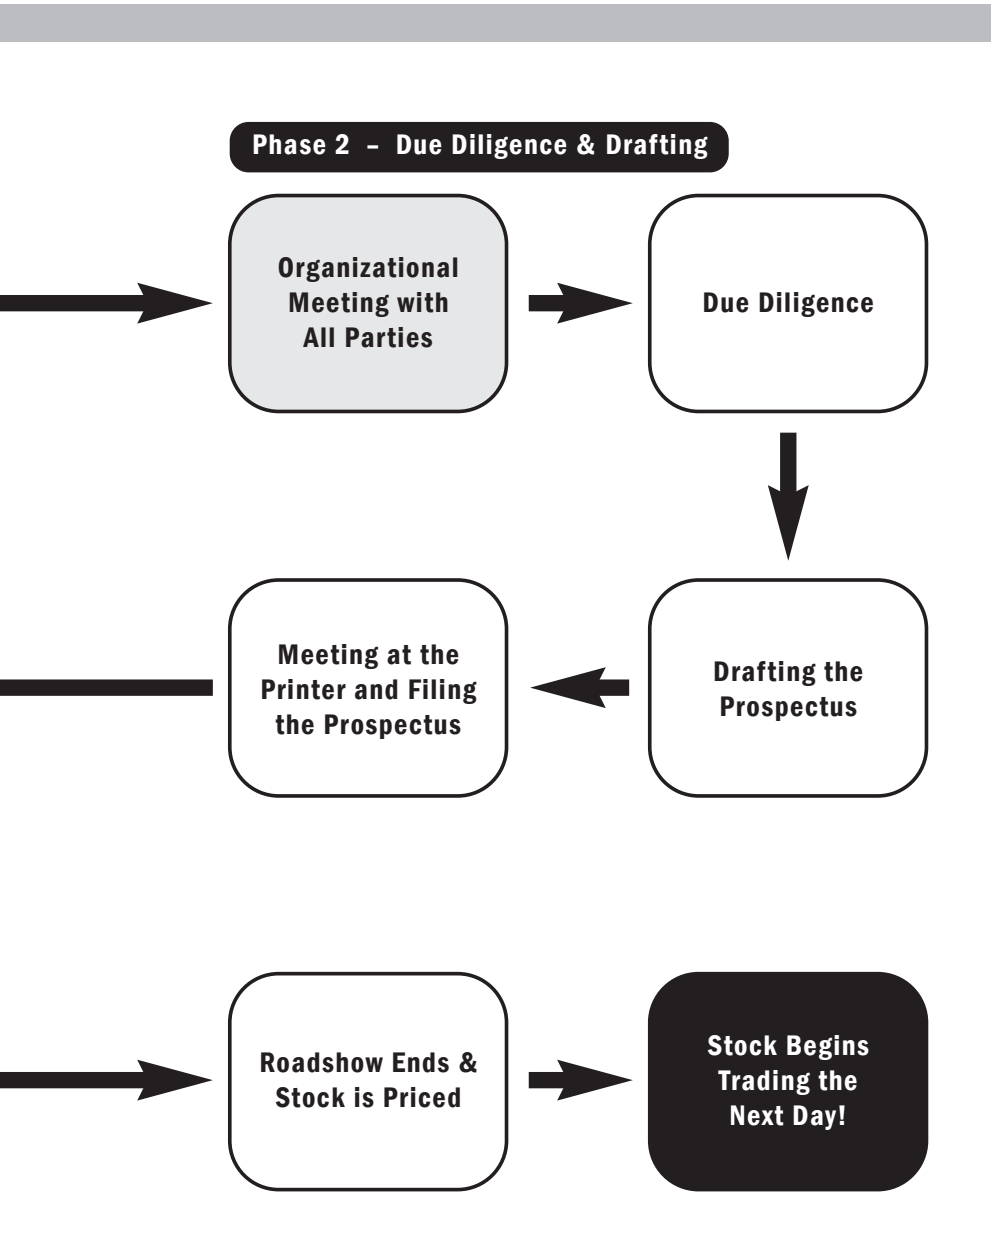 Phase 2 – Due Diligence & Drafting
Organizational
Meeting with
All Parties
Due Diligence
Meeting at the
Printer and Filing
the Prospectus
Drafting the
Prospectus
Roadshow Ends &
Stock is Priced
Stock Begins
Trading the
Next Day!